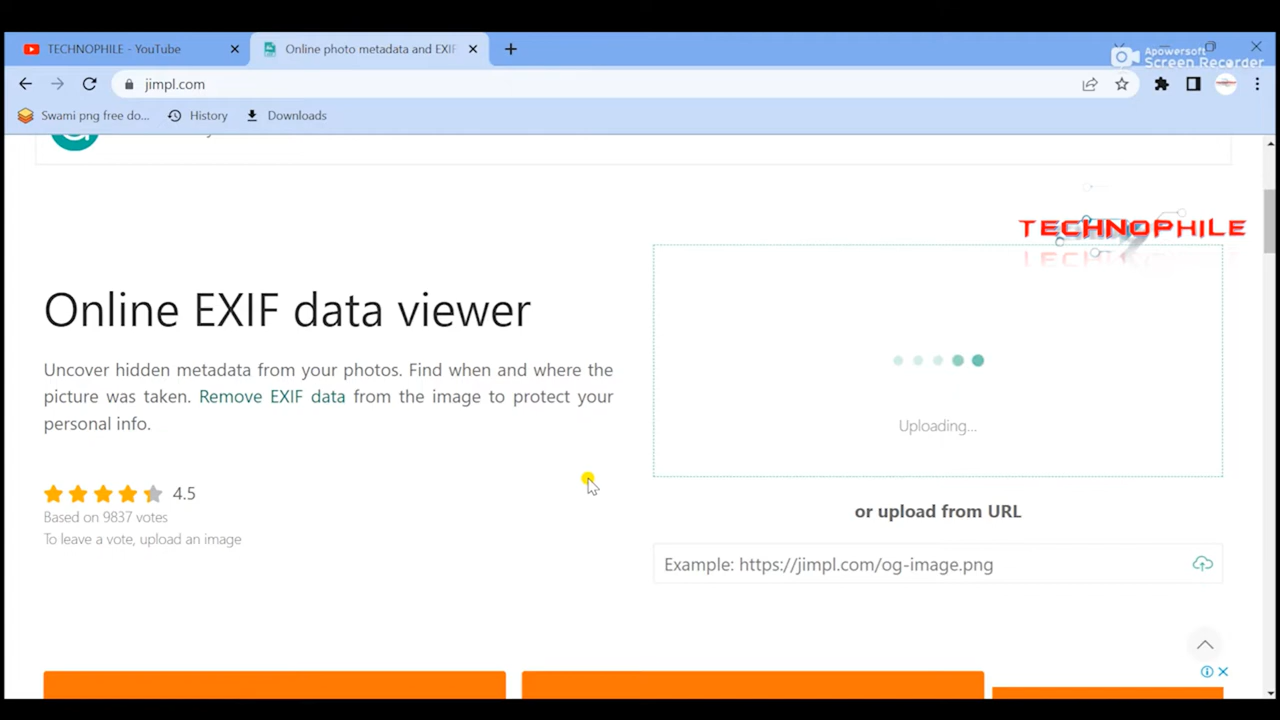 TECHNOPHILE - YouTube
Online photo metadata and EXIF
Apowersoft
Screen Recorder
jimpl.com
Swami png free do...
History
Downloads
TECHNOPHILE
Online EXIF data viewer
Uncover hidden metadata from your photos. Find when and where the
picture was taken. Remove EXIF data from the image to protect your
personal info.
4.5
Based on 9837 votes
To leave a vote, upload an image
Uploading...
or upload from URL
Example: https://jimpl.com/og-image.png